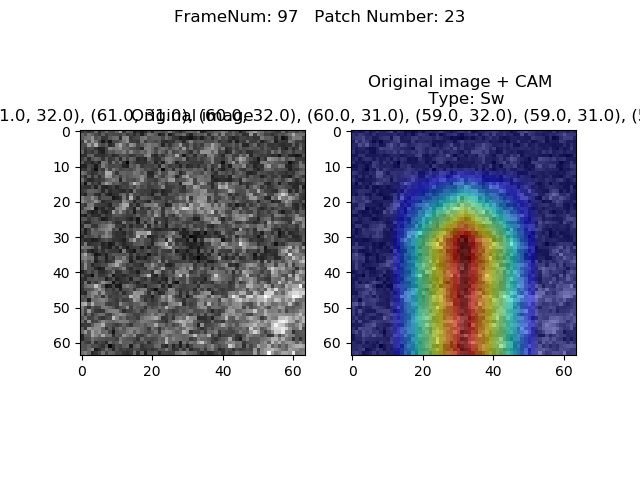 FrameNum: 97   Patch Number: 23
Original image + CAM
Type: Sw
1.0, 32.0), (61.0, 31.0), (60.0, 32.0), (60.0, 31.0), (59.0, 32.0), (59.0, 31.0), (5
Original image
0
10
20
30
40
50
60
0 20 40 60
0
10
20
30
40
50
60
0 20 40 60